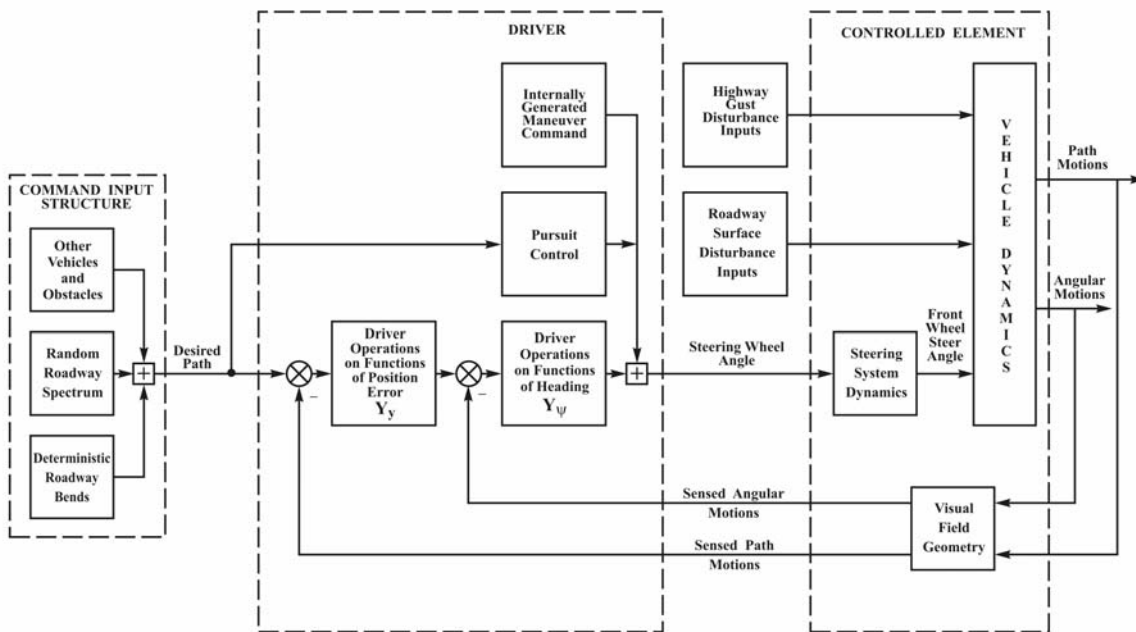 COMMAND INPUT
STRUCTURE
Other
Vehicles
and
Obstacles
Random
Roadway
Spectrum
Deterministic
Roadway
Bends
+
Desired
Path
DRIVER
Internally
Generated
Maneuver
Command
Pursuit
Control
−
Driver
Operations
on Functions
of Position
Error
Yy
−
Driver
Operations
on Functions
of Heading
Yψ
+
Highway
Gust
Disturbance
Inputs
Roadway
Surface
Disturbance
Inputs
Steering Wheel
Angle
CONTROLLED ELEMENT
Steering
System
Dynamics
Front
Wheel
Steer
Angle
VEHICLE DYNAMICS
Path
Motions
Angular
Motions
Visual
Field
Geometry
Sensed Angular
Motions
Sensed Path
Motions